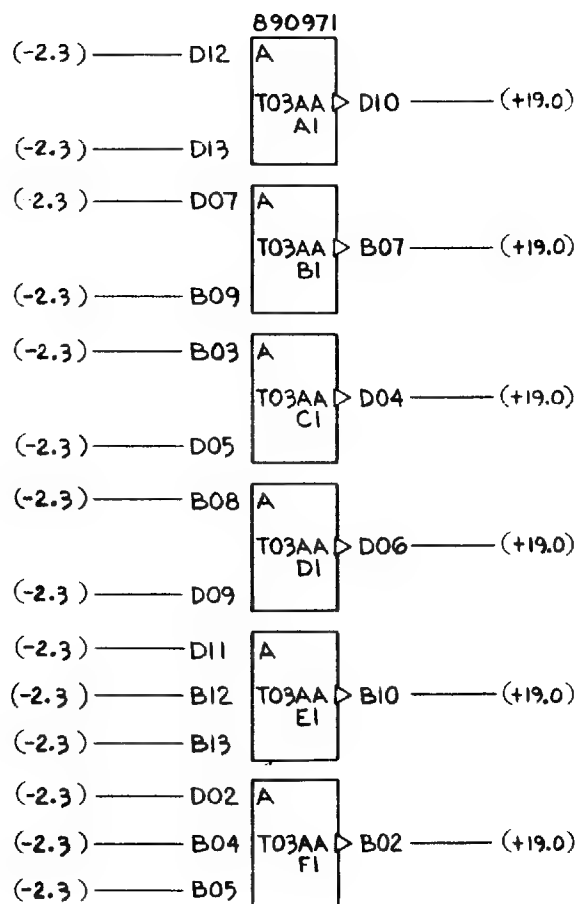 890971
(-2.3) D12 A
T03AA D10 (+19.0)
A1
(-2.3) D13
(-2.3) D07 A
T03AA B07 (+19.0)
B1
(-2.3) B09
(-2.3) B03 A
T03AA D04 (+19.0)
C1
(-2.3) D05
(-2.3) B08 A
T03AA D06 (+19.0)
D1
(-2.3) D09
(-2.3) D11 A
(-2.3) B12 T03AA B10 (+19.0)
E1
(-2.3) B13
(-2.3) D02 A
(-2.3) B04 T03AA B02 (+19.0)
F1
(-2.3) B05